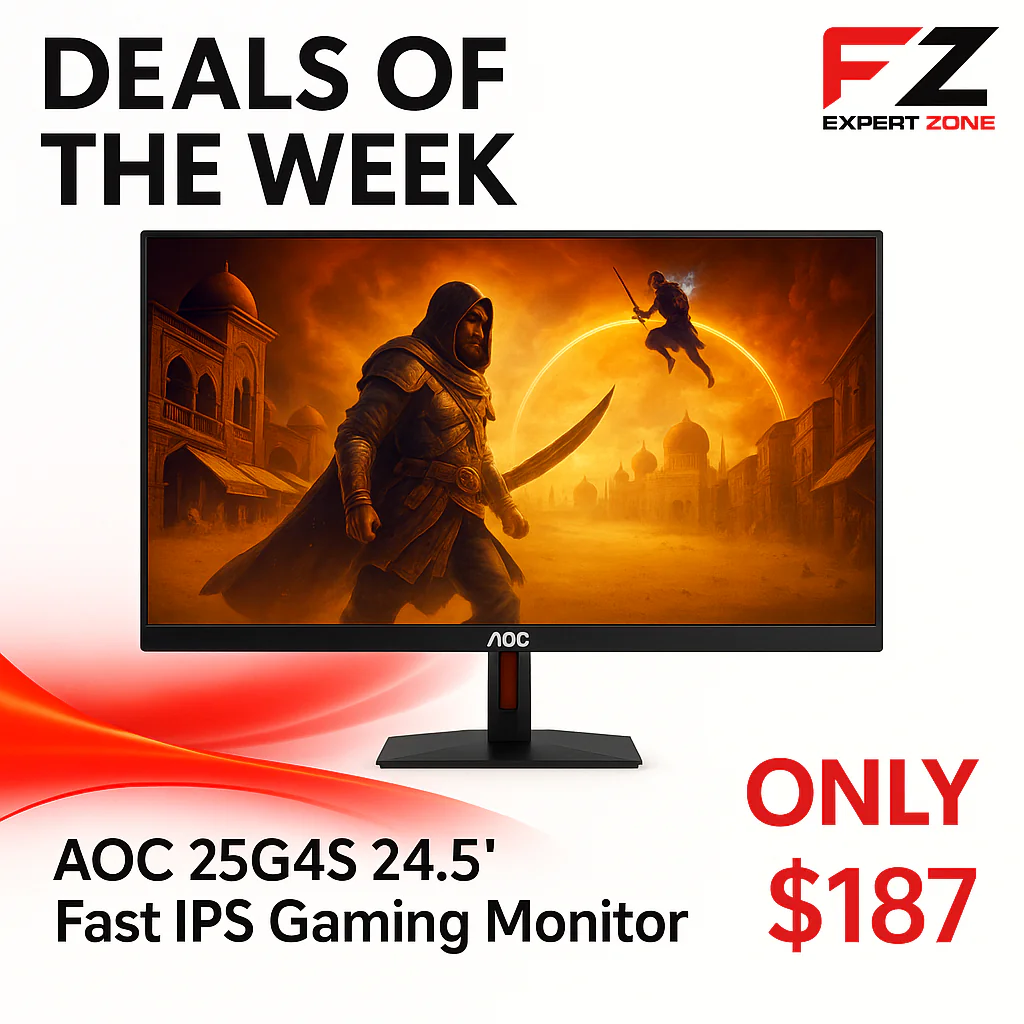 DEALS OF
THE WEEK
FZ
EXPERT ZONE
AOC
AOC 25G4S 24.5'
Fast IPS Gaming Monitor
ONLY
$187